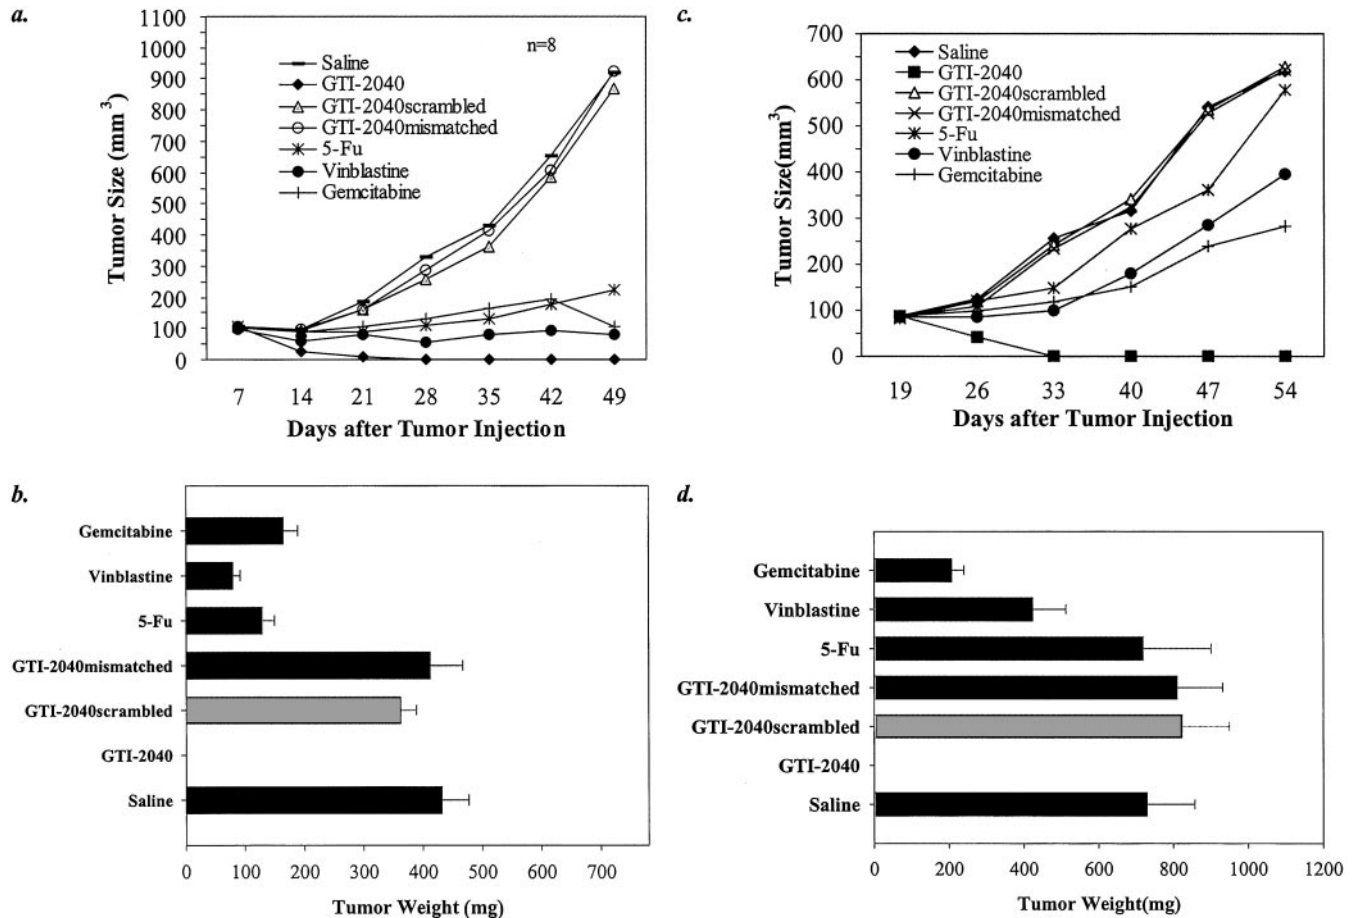 a.
1100
1000
900
800
700
600
500
400
300
200
100
0
Tumor Size (mm3)
n=8
Saline
GTI-2040
GTI-2040scrambled
GTI-2040mismatched
5-Fu
Vinblastine
Gemcitabine
7 14 21 28 35 42 49
Days after Tumor Injection
c.
700
600
500
400
300
200
100
0
Tumor Size(mm3)
Saline
GTI-2040
GTI-2040scrambled
GTI-2040mismatched
5-Fu
Vinblastine
Gemcitabine
19 26 33 40 47 54
Days after Tumor Injection
b.
Gemcitabine
Vinblastine
5-Fu
GTI-2040mismatched
GTI-2040scrambled
GTI-2040
Saline
0 100 200 300 400 500 600 700
Tumor Weight (mg)
d.
Gemcitabine
Vinblastine
5-Fu
GTI-2040mismatched
GTI-2040scrambled
GTI-2040
Saline
0 200 400 600 800 1000 1200
Tumor Weight(mg)